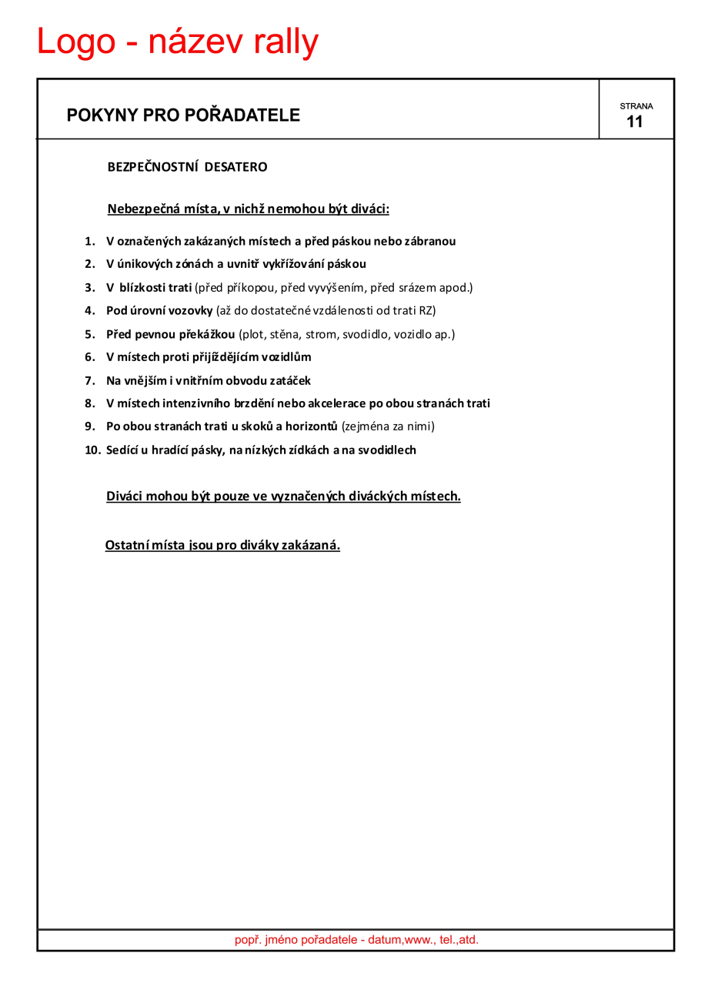 Logo - název rally
POKYNY PRO POŘADATELE
STRANA
11
BEZPEČNOSTNÍ DESATERO
Nebezpečná místa, v nichž nemohou být diváci:
1. V označených zakázaných místech a před páskou nebo zábranou
2. V únikových zónách a uvnitř vykřížování páskou
3. V blízkosti trati (před příkopou, před vyvýšením, před srázem apod.)
4. Pod úrovní vozovky (až do dostatečné vzdálenosti od trati RZ)
5. Před pevnou překážkou (plot, stěna, strom, svodidlo, vozidlo ap.)
6. V místech proti přijíždějícím vozidlům
7. Na vnějším i vnitřním obvodu zatáček
8. V místech intenzivního brzdění nebo akcelerace po obou stranách trati
9. Po obou stranách trati u skoků a horizontů (zejména za nimi)
10. Sedící u hradící pásky, na nízkých zídkách a na svodidlech
Diváci mohou být pouze ve vyznačených diváckých místech.
Ostatní místa jsou pro diváky zakázaná.
popř. jméno pořadatele - datum,www., tel.,atd.